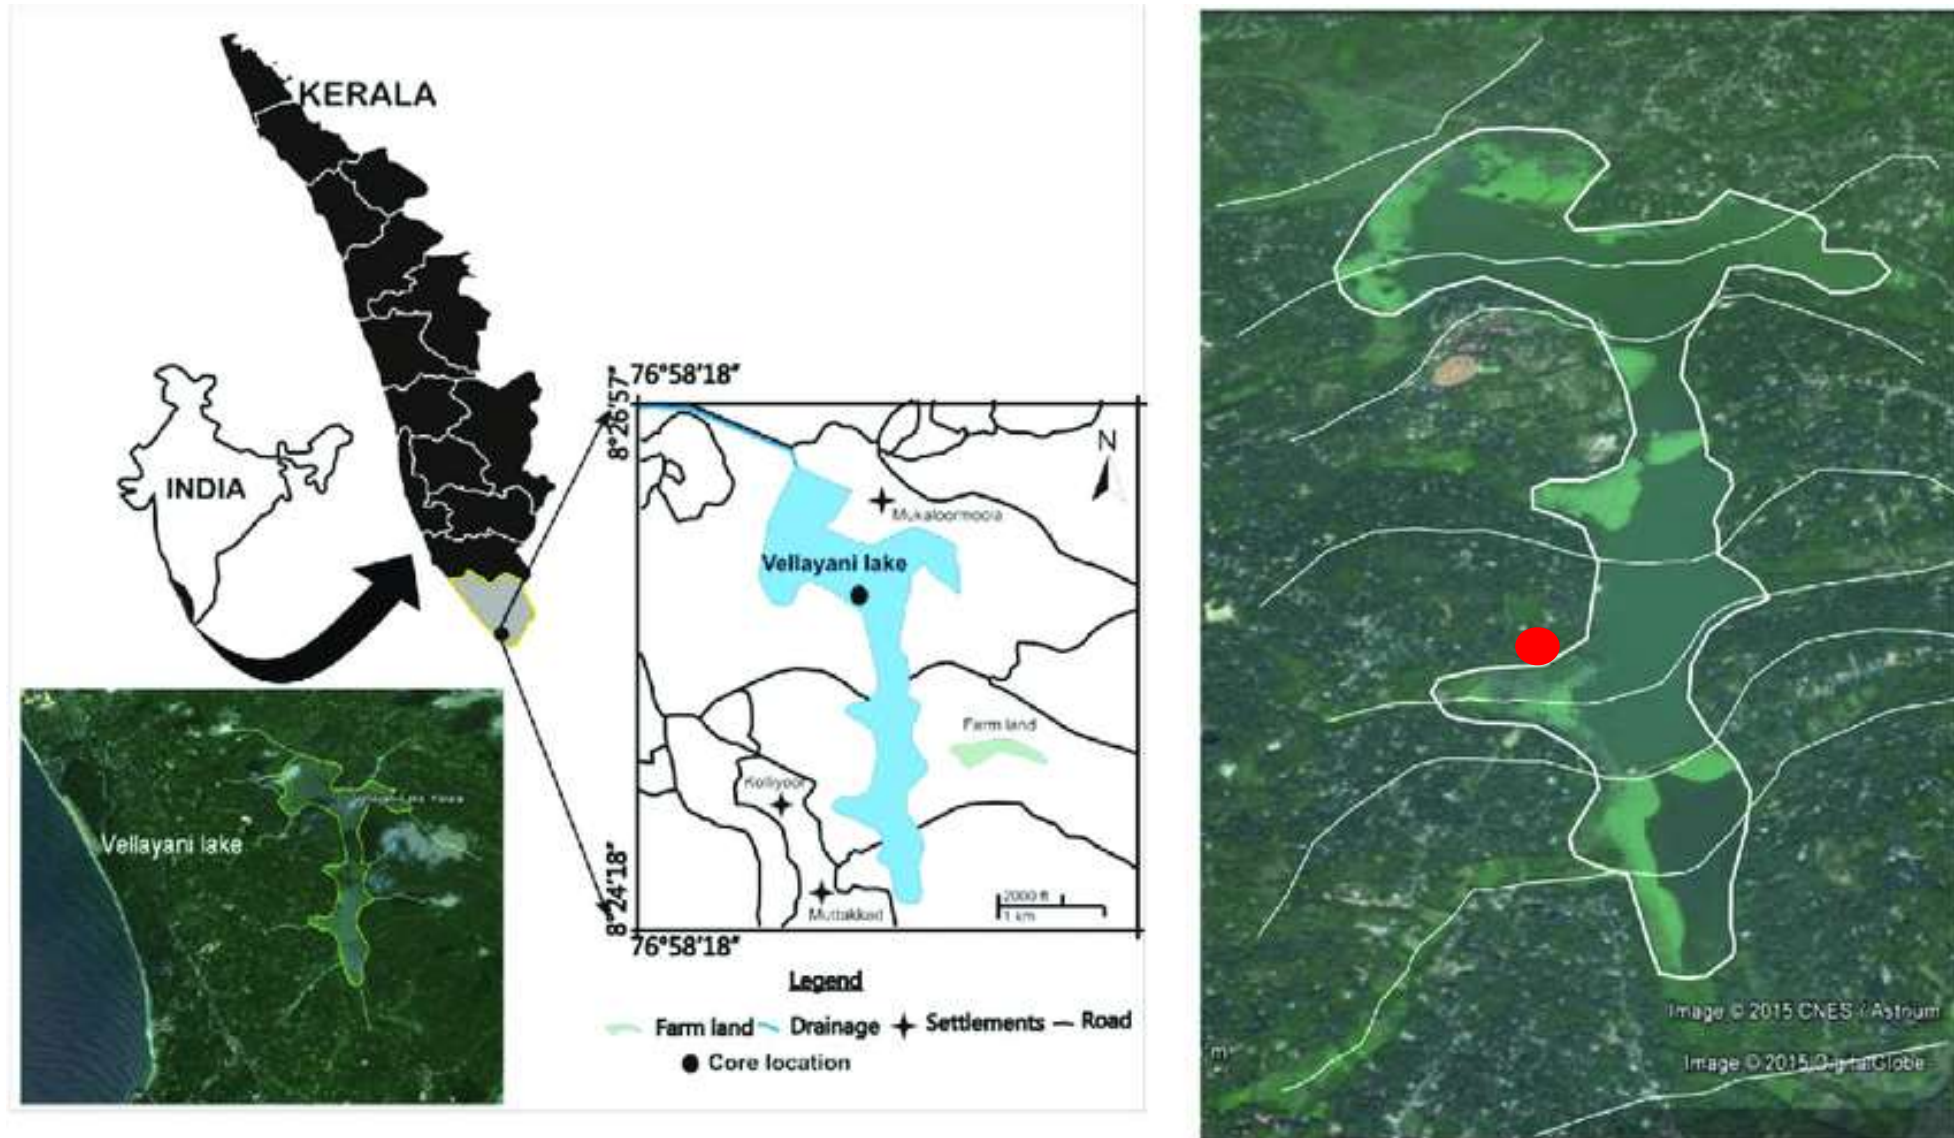 KERALA
INDIA
Vellayani lake
76°58'18"
8°26'57"
N
Mukaloormoola
Vellayani lake
Farm land
Kolliyoor
Muttakkad
2000 ft
1 km
8°24'18"
76°58'18"
Legend
Farm land
Drainage
Settlements
Road
Core location
Image © 2015 CNES / Astrium
Image © 2015 DigitalGlobe